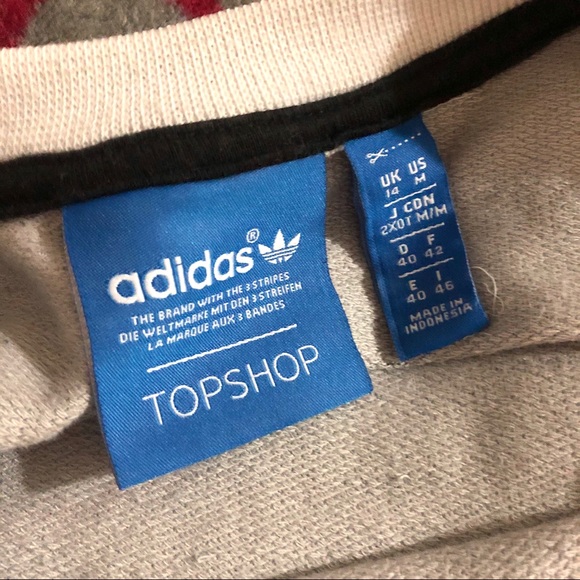 adidas®
THE BRAND WITH THE 3 STRIPES
DIE WELTMARKE MIT DEN 3 STREIFEN
LA MARQUE AUX 3 BANDES
TOPSHOP
UK US
14 M
J CDN
2XOT M/M
D F
40 42
E I
40 46
MADE IN
INDONESIA